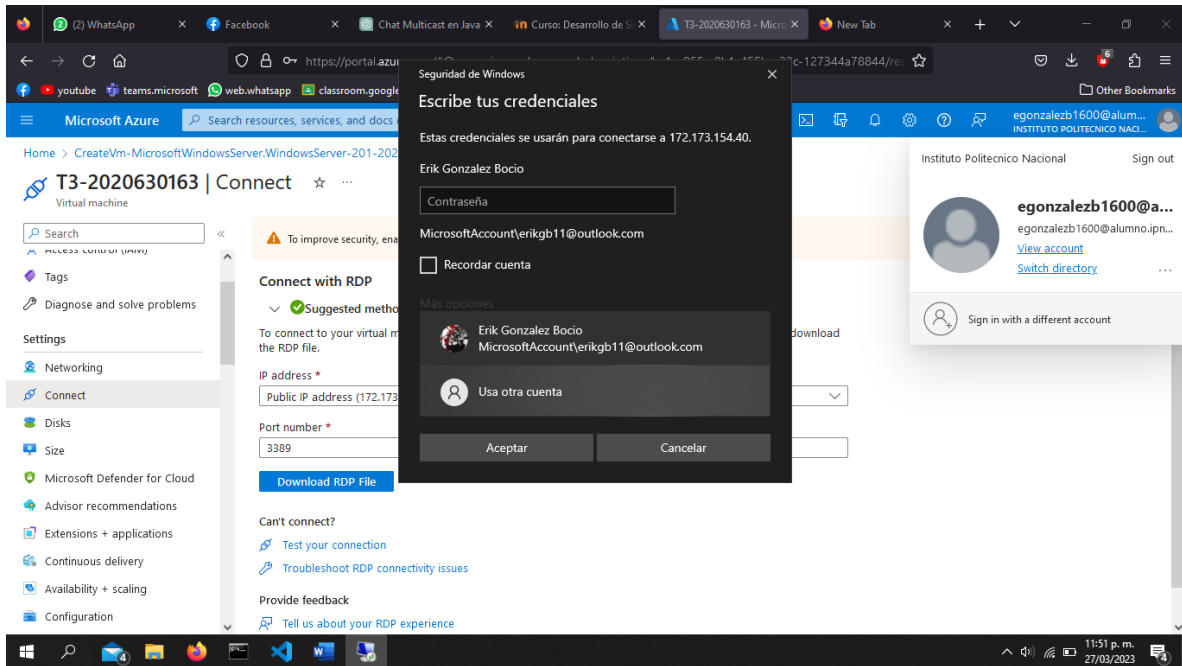 (2) WhatsApp
Facebook
Chat Multicast en Java
Curso: Desarrollo de Si
T3-2020630163 - Micro
New Tab
https://portal.azur
c-127344a78844/re
6
youtube
teams.microsoft
web.whatsapp
classroom.google
Other Bookmarks
Microsoft Azure
Search resources, services, and docs
egonzalezb1600@alum...
INSTITUTO POLITECNICO NACI...
Home > CreateVm-MicrosoftWindowsServer.WindowsServer-201-202
T3-2020630163 | Connect
Virtual machine
Search
Access control (IAM)
Tags
Diagnose and solve problems
Settings
Networking
Connect
Disks
Size
Microsoft Defender for Cloud
Advisor recommendations
Extensions + applications
Continuous delivery
Availability + scaling
Configuration
To improve security, ena
Connect with RDP
Suggested metho
To connect to your virtual m
download
the RDP file.
IP address *
Public IP address (172.173
Port number *
3389
Download RDP File
Can't connect?
Test your connection
Troubleshoot RDP connectivity issues
Provide feedback
Tell us about your RDP experience
Seguridad de Windows
Escribe tus credenciales
Estas credenciales se usarán para conectarse a 172.173.154.40.
Erik Gonzalez Bocio
Contraseña
MicrosoftAccount\erikgb11@outlook.com
Recordar cuenta
Más opciones
Erik Gonzalez Bocio
MicrosoftAccount\erikgb11@outlook.com
Usa otra cuenta
Aceptar
Cancelar
Instituto Politecnico Nacional
Sign out
egonzalezb1600@a...
egonzalezb1600@alumno.ipn...
View account
Switch directory
...
Sign in with a different account
4
11:51 p. m.
27/03/2023
4